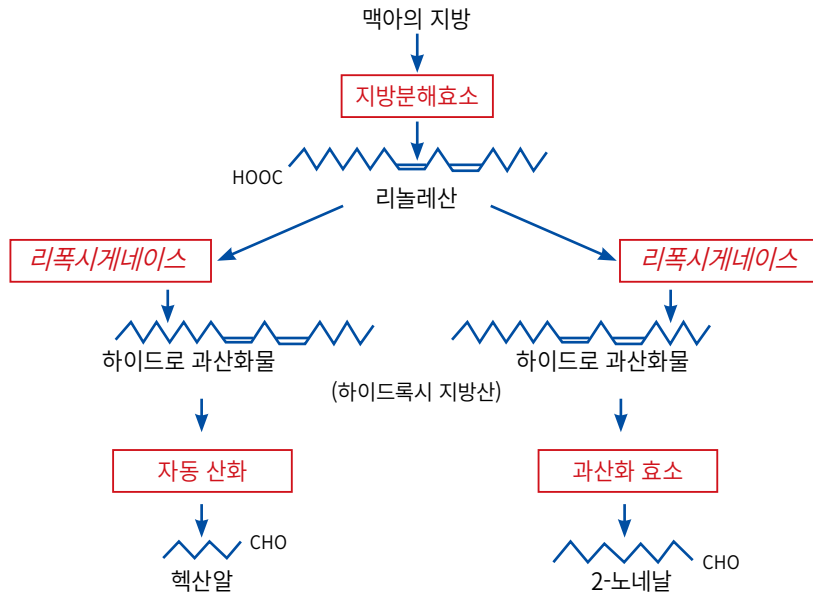 맥아의 지방
지방분해효소
HOOC
리놀레산
리폭시게네이스
리폭시게네이스
하이드로 과산화물
하이드로 과산화물
(하이드록시 지방산)
자동 산화
과산화 효소
CHO
CHO
헥산알
2-노네날